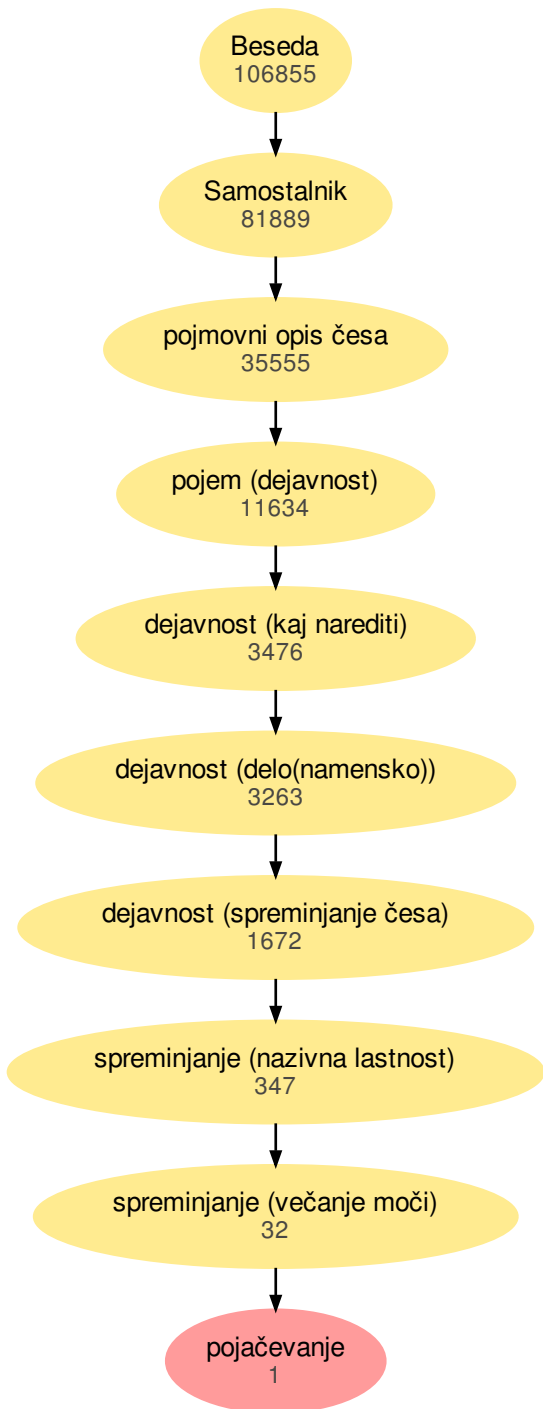 Beseda
106855
Samostalnik
81889
pojmovni opis česa
35555
pojem (dejavnost)
11634
dejavnost (kaj narediti)
3476
dejavnost (delo(namensko))
3263
dejavnost (spreminjanje česa)
1672
spreminjanje (nazivna lastnost)
347
spreminjanje (večanje moči)
32
pojačevanje
1